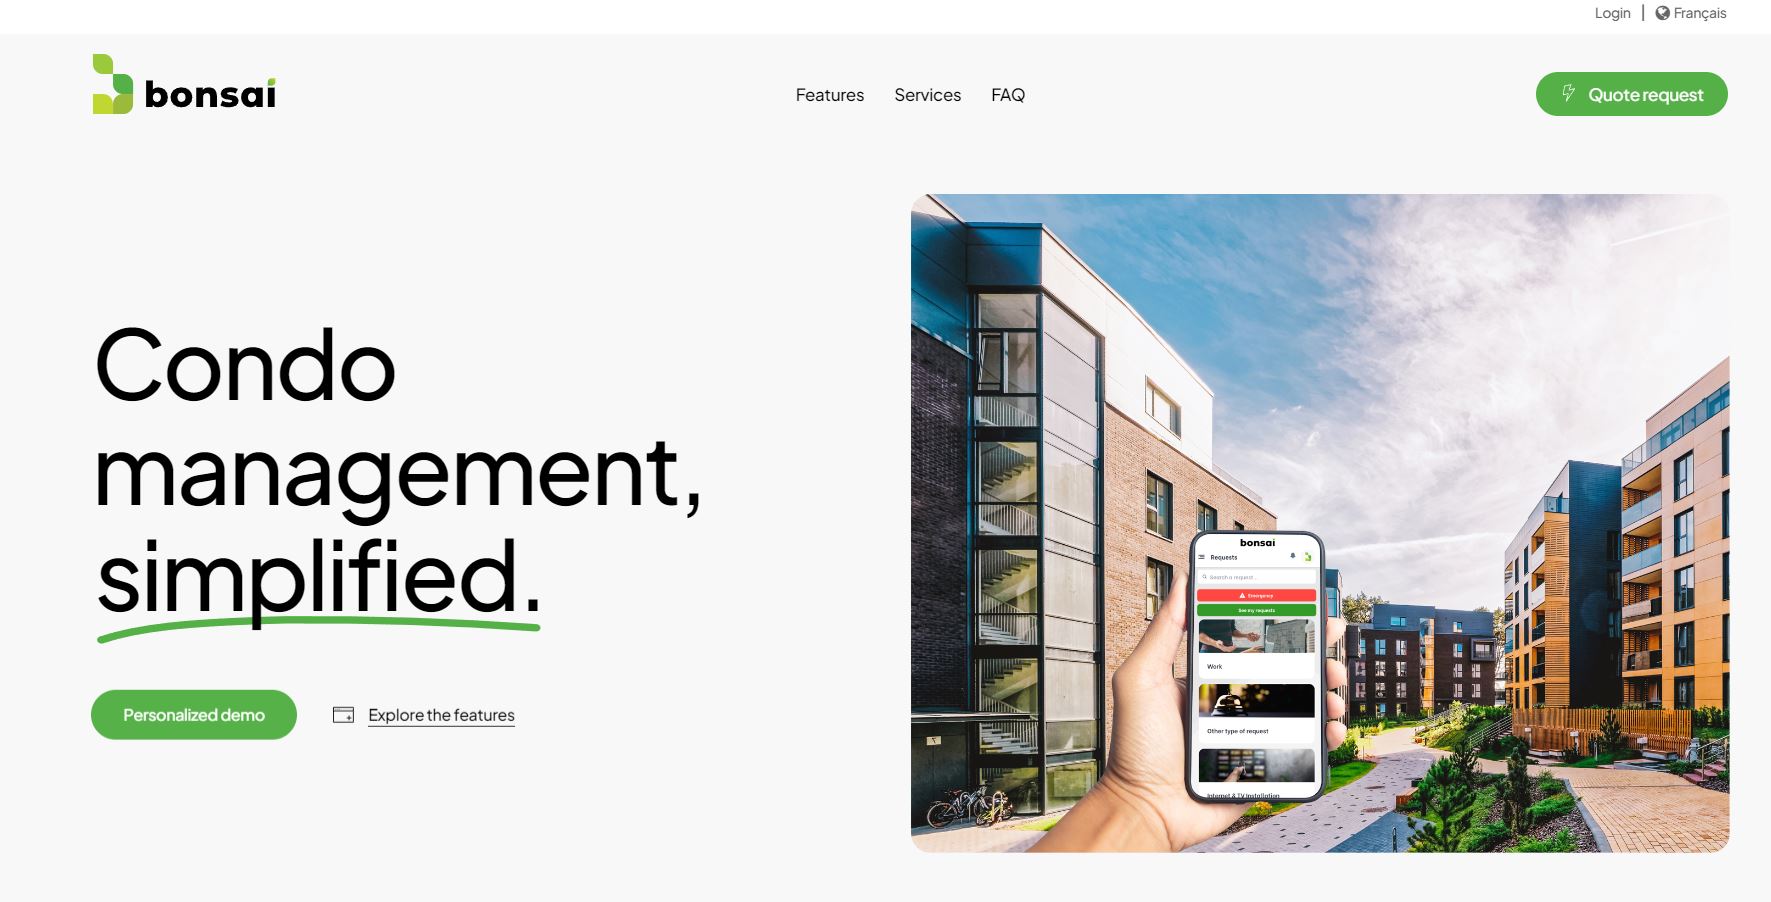 Login | Français
bonsai
Features
Services
FAQ
Quote request
Condo
management,
simplified.
Personalized demo
Explore the features
bonsai
Requests
Search a request...
Emergency
See my requests
Work
Other type of request
Internet & TV Installation